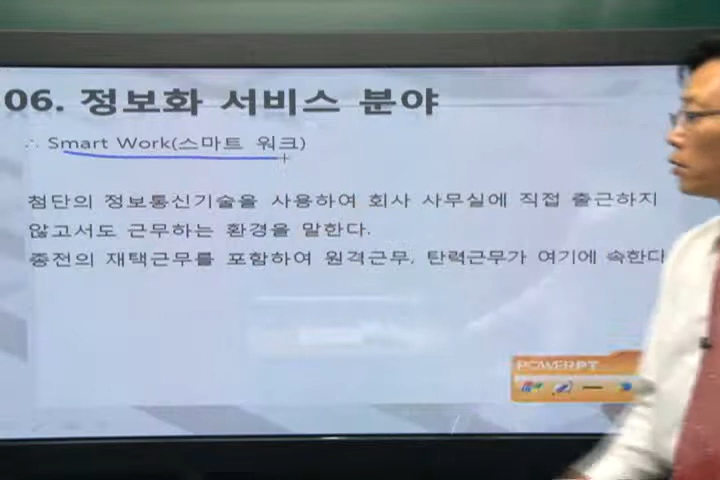 06. 정보화 서비스 분야
∴ Smart Work(스마트 워크)
첨단의 정보통신기술을 사용하여 회사 사무실에 직접 출근하지
않고서도 근무하는 환경을 말한다.
종전의 재택근무를 포함하여 원격근무, 탄력근무가 여기에 속한다
POWERPT